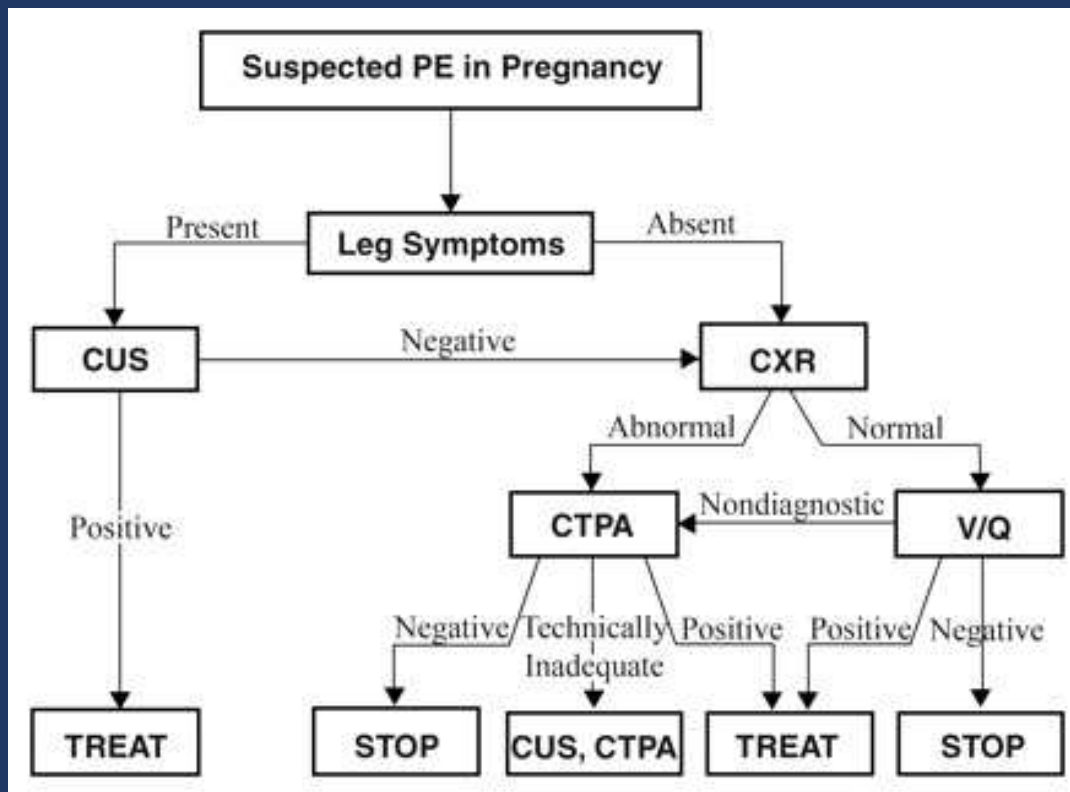 Suspected PE in Pregnancy
Present
Leg Symptoms
Absent
CUS
Negative
CXR
Abnormal
Normal
CTPA
Nondiagnostic
V/Q
Positive
Negative
Technically
Inadequate
Positive
Positive
Negative
TREAT
STOP
CUS, CTPA
TREAT
STOP